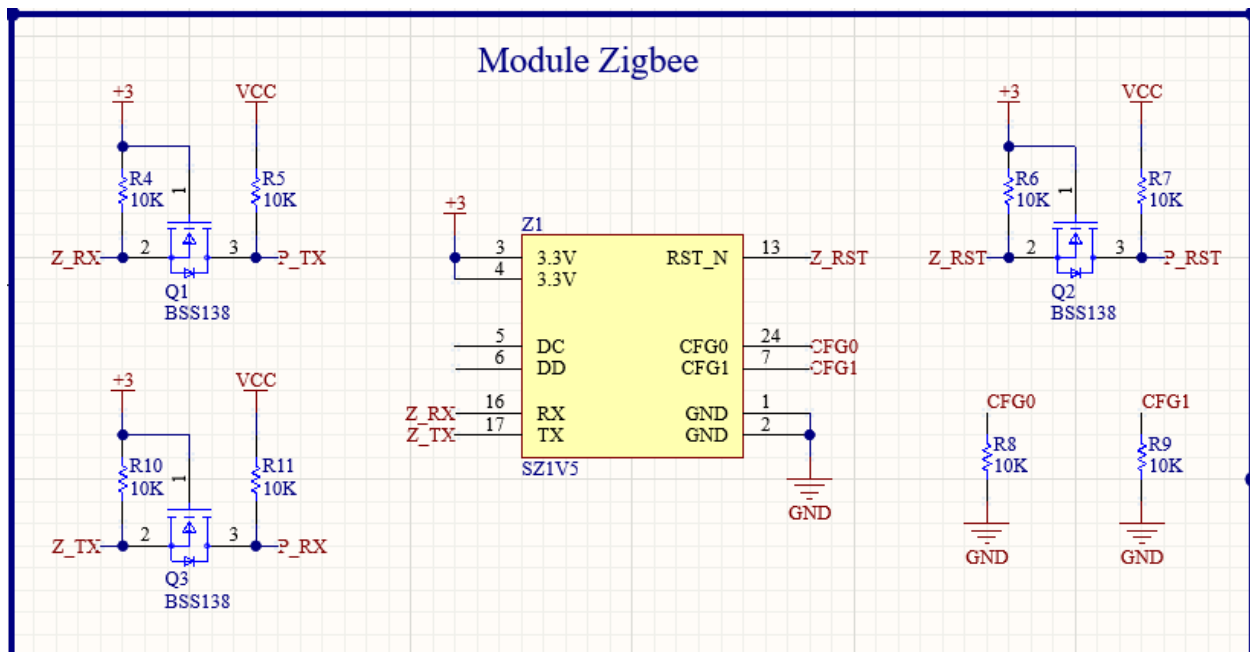 Module Zigbee
+3
VCC
R4
10K
R5
10K
1
Z_RX
2
3
P_TX
Q1
BSS138
+3
VCC
R10
10K
R11
10K
1
Z_TX
2
3
P_RX
Q3
BSS138
+3
Z1
3
3.3V
4
3.3V
5
DC
6
DD
Z_RX
16
RX
Z_TX
17
TX
RST_N
13
Z_RST
CFG0
24
CFG0
CFG1
7
CFG1
GND
1
GND
2
SZ1V5
GND
+3
VCC
R6
10K
R7
10K
1
Z_RST
2
3
P_RST
Q2
BSS138
CFG0
R8
10K
GND
CFG1
R9
10K
GND